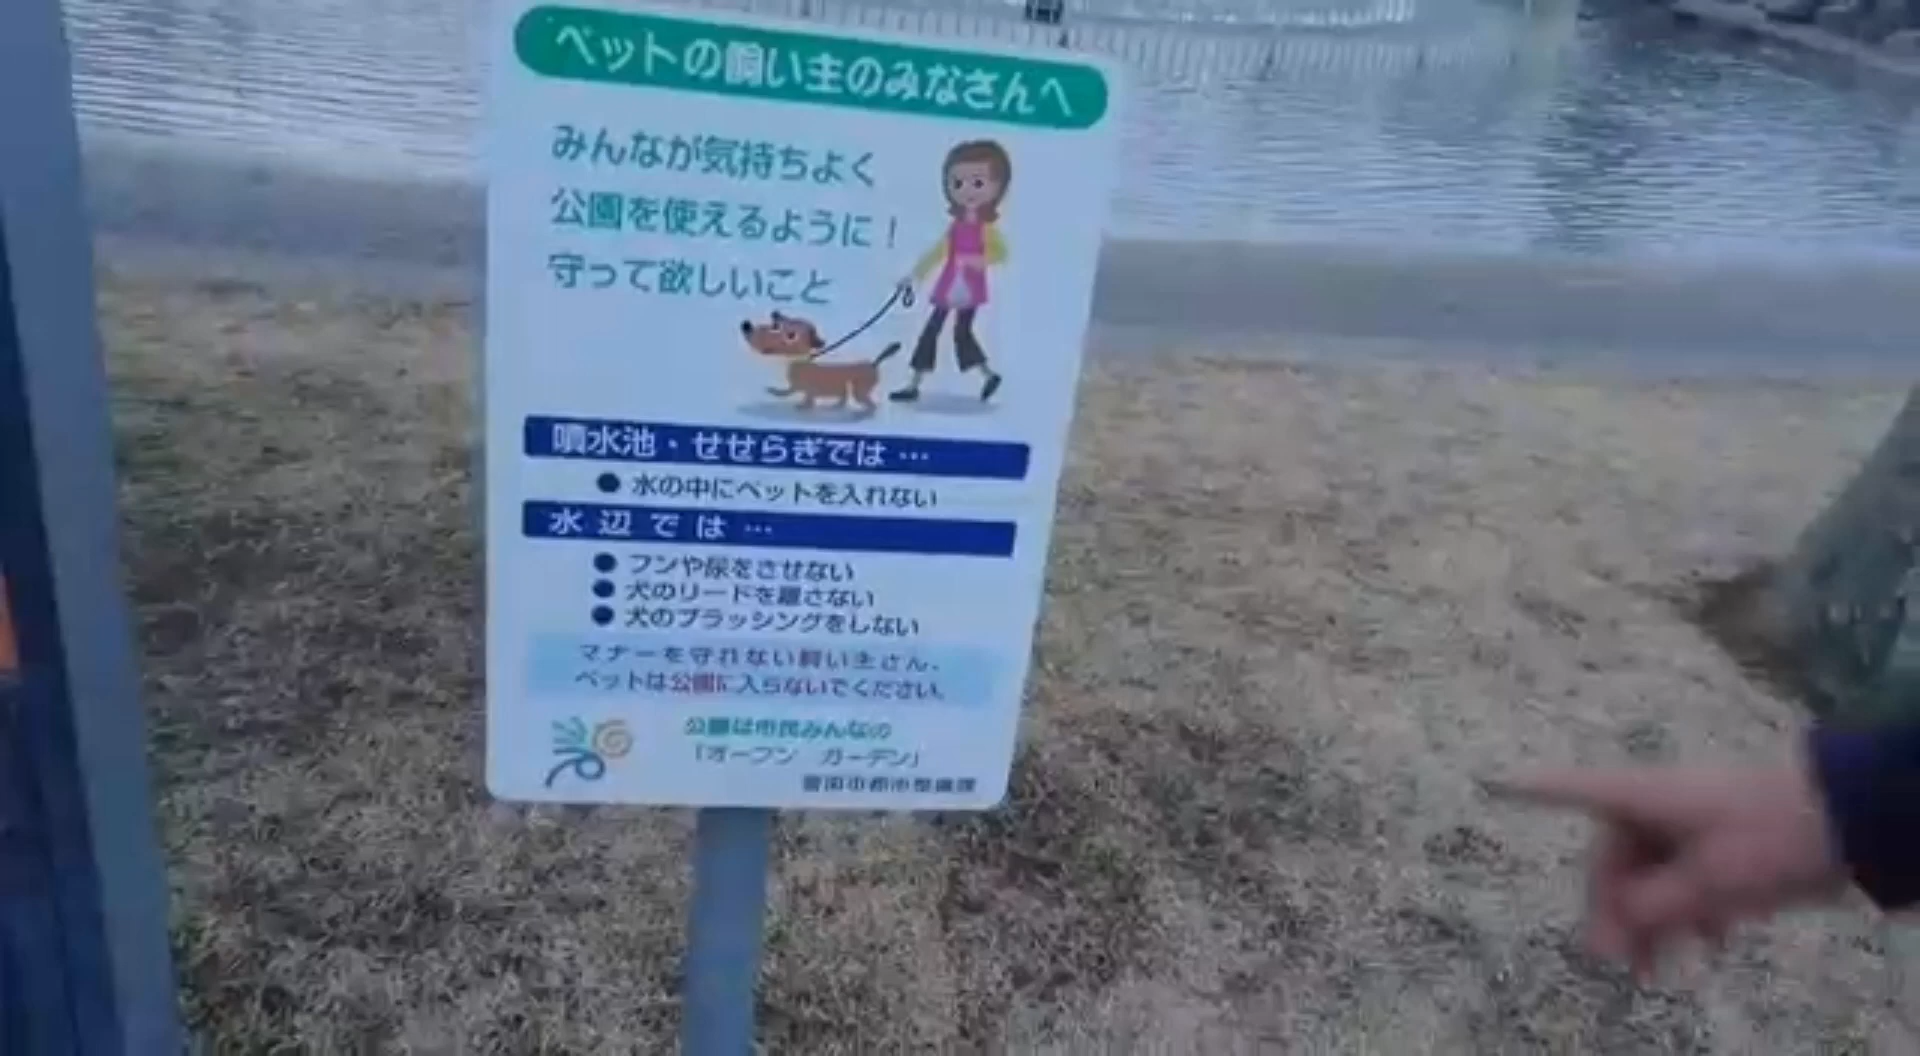 ペットの飼い主のみなさんへ
みんなが気持ちよく
公園を使えるように！
守って欲しいこと
噴水池・せせらぎでは…
● 水の中にペットを入れない
水辺では…
● フンや尿をさせない
● 犬のリードを離さない
● 犬のブラッシングをしない
マナーを守れない飼い主さん、
ペットは公園に入らないでください。
公園は市民みんなの
「オープン ガーデン」